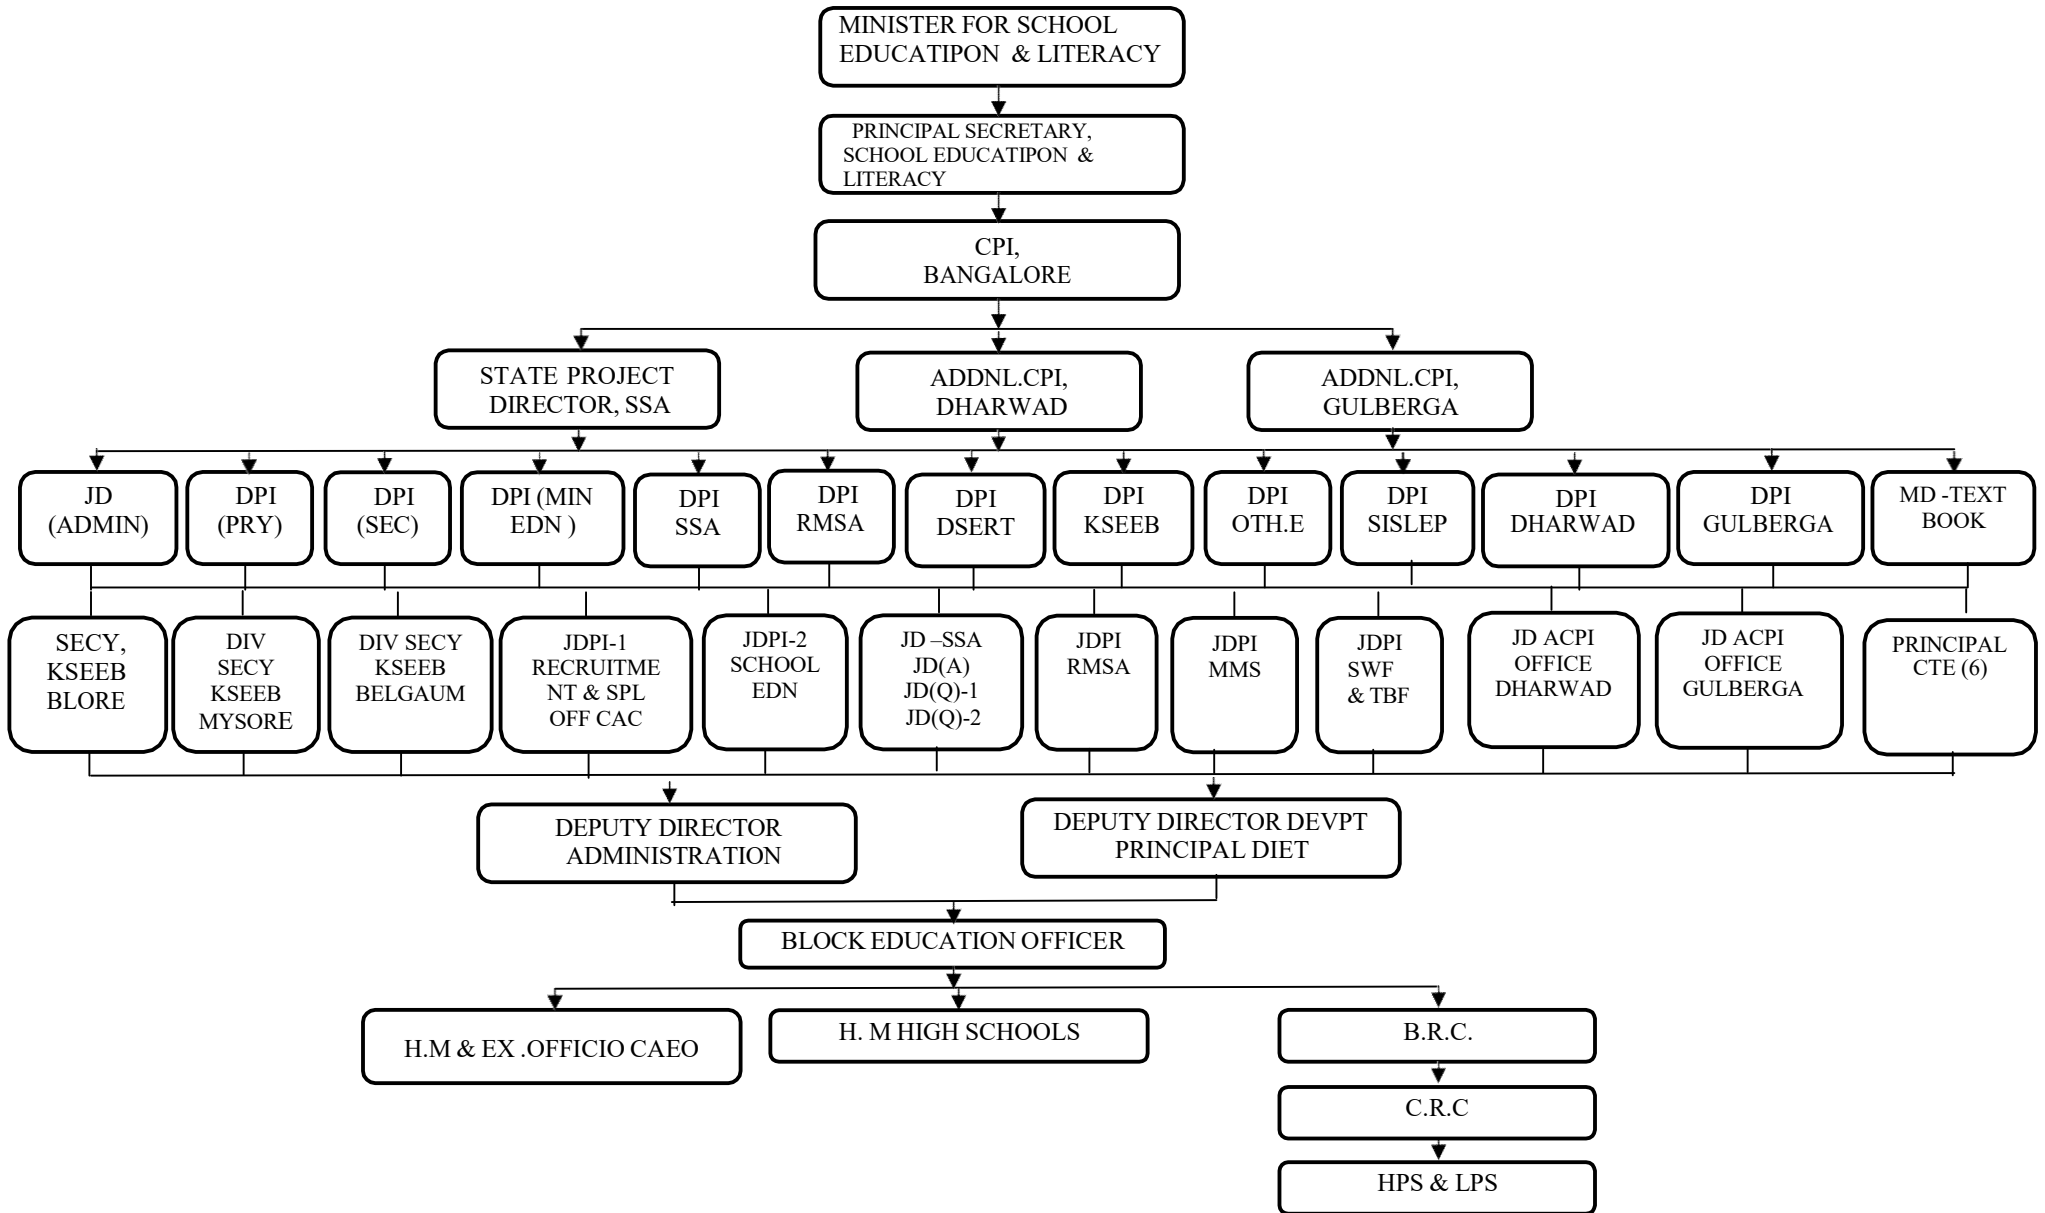 MINISTER FOR SCHOOL
EDUCATIPON & LITERACY
PRINCIPAL SECRETARY,
SCHOOL EDUCATIPON &
LITERACY
CPI,
BANGALORE
STATE PROJECT
DIRECTOR, SSA
ADDNL.CPI,
DHARWAD
ADDNL.CPI,
GULBERGA
JD
(ADMIN)
DPI
(PRY)
DPI
(SEC)
DPI (MIN
EDN )
DPI
SSA
DPI
RMSA
DPI
DSERT
DPI
KSEEB
DPI
OTH.E
DPI
SISLEP
DPI
DHARWAD
DPI
GULBERGA
MD -TEXT
BOOK
SECY,
KSEEB
BLORE
DIV
SECY
KSEEB
MYSORE
DIV SECY
KSEEB
BELGAUM
JDPI-1
RECRUITME
NT & SPL
OFF CAC
JDPI-2
SCHOOL
EDN
JD –SSA
JD(A)
JD(Q)-1
JD(Q)-2
JDPI
RMSA
JDPI
MMS
JDPI
SWF
& TBF
JD ACPI
OFFICE
DHARWAD
JD ACPI
OFFICE
GULBERGA
PRINCIPAL
CTE (6)
DEPUTY DIRECTOR
ADMINISTRATION
DEPUTY DIRECTOR DEVPT
PRINCIPAL DIET
BLOCK EDUCATION OFFICER
H.M & EX .OFFICIO CAEO
H. M HIGH SCHOOLS
B.R.C.
C.R.C
HPS & LPS